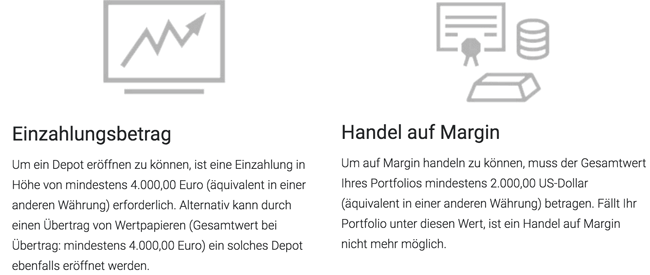 Einzahlungsbetrag
Um ein Depot eröffnen zu können, ist eine Einzahlung in
Höhe von mindestens 4.000,00 Euro (äquivalent in einer
anderen Währung) erforderlich. Alternativ kann durch
einen Übertrag von Wertpapieren (Gesamtwert bei
Übertrag: mindestens 4.000,00 Euro) ein solches Depot
ebenfalls eröffnet werden.
Handel auf Margin
Um auf Margin handeln zu können, muss der Gesamtwert
Ihres Portfolios mindestens 2.000,00 US-Dollar
(äquivalent in einer anderen Währung) betragen. Fällt Ihr
Portfolio unter diesen Wert, ist ein Handel auf Margin
nicht mehr möglich.